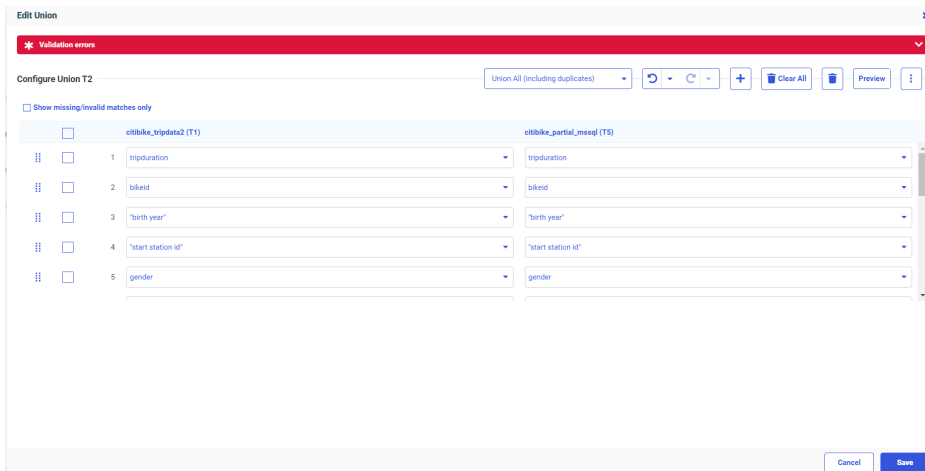 Edit Union
Validation errors
Configure Union T2
Union All (including duplicates)
Clear All
Preview
Show missing/invalid matches only
citibike_tripdata2 (T1) citibike_partial_mssql (T5)
1 tripduration tripduration
2 bikeid bikeid
3 "birth year" "birth year"
4 "start station id" "start station id"
5 gender gender
Cancel Save